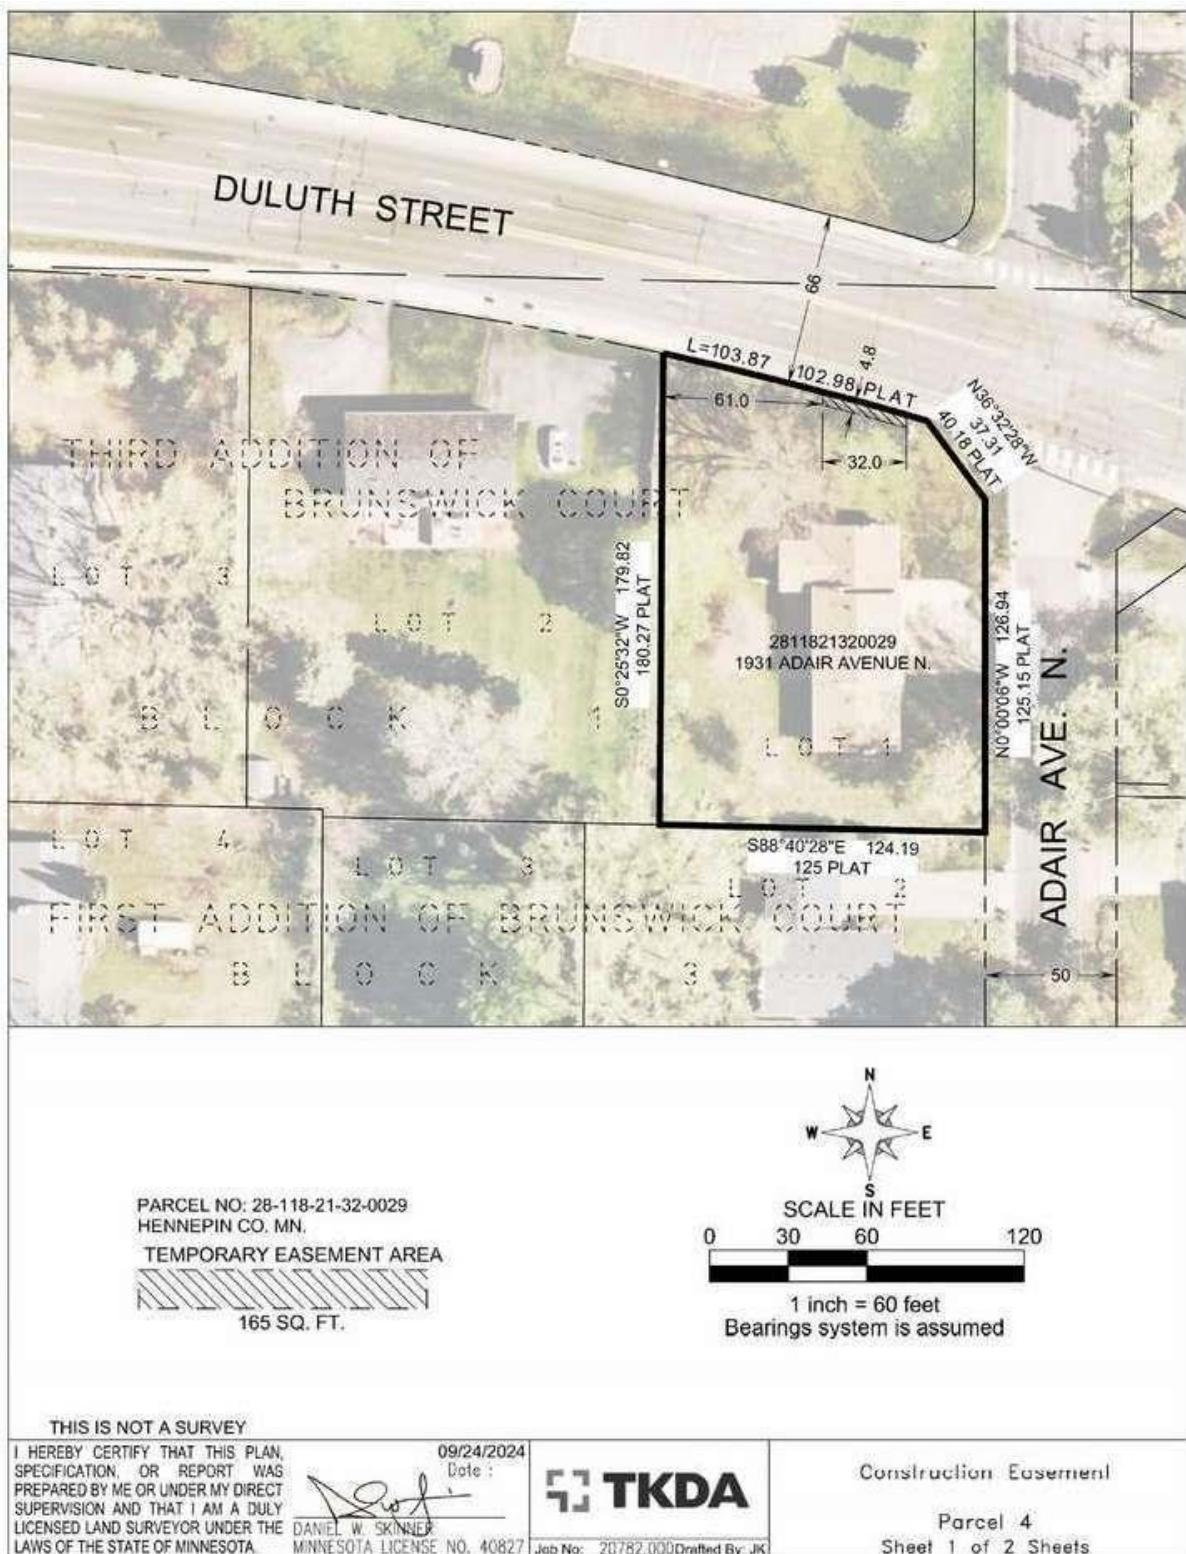 DULUTH STREET
66
4.8
L=103.87
102.98 PLAT
61.0
32.0
N36°32'28"W
37.31
40.18 PLAT
THIRD ADDITION OF
BRUNSWICK COURT
LOT 3
LOT 2
BLOCK 1
S0°25'32"W 179.82
180.27 PLAT
2811821320029
1931 ADAIR AVENUE N.
LOT 1
N0°00'06"W 126.94
125.15 PLAT
ADAIR AVE. N.
S88°40'28"E 124.19
125 PLAT
LOT 4
LOT 3
LOT 2
FIRST ADDITION OF BRUNSWICK COURT
BLOCK 3
50
N
W E
S
SCALE IN FEET
0 30 60 120
1 inch = 60 feet
Bearings system is assumed
PARCEL NO: 28-118-21-32-0029
HENNEPIN CO. MN.
TEMPORARY EASEMENT AREA
165 SQ. FT.
THIS IS NOT A SURVEY
I HEREBY CERTIFY THAT THIS PLAN,
SPECIFICATION, OR REPORT WAS
PREPARED BY ME OR UNDER MY DIRECT
SUPERVISION AND THAT I AM A DULY
LICENSED LAND SURVEYOR UNDER THE
LAWS OF THE STATE OF MINNESOTA.
09/24/2024
Date :
DANIEL W. SKINNER
MINNESOTA LICENSE NO. 40827
TKDA
Job No: 20782.000 Drafted By: JK
Construction Easement
Parcel 4
Sheet 1 of 2 Sheets